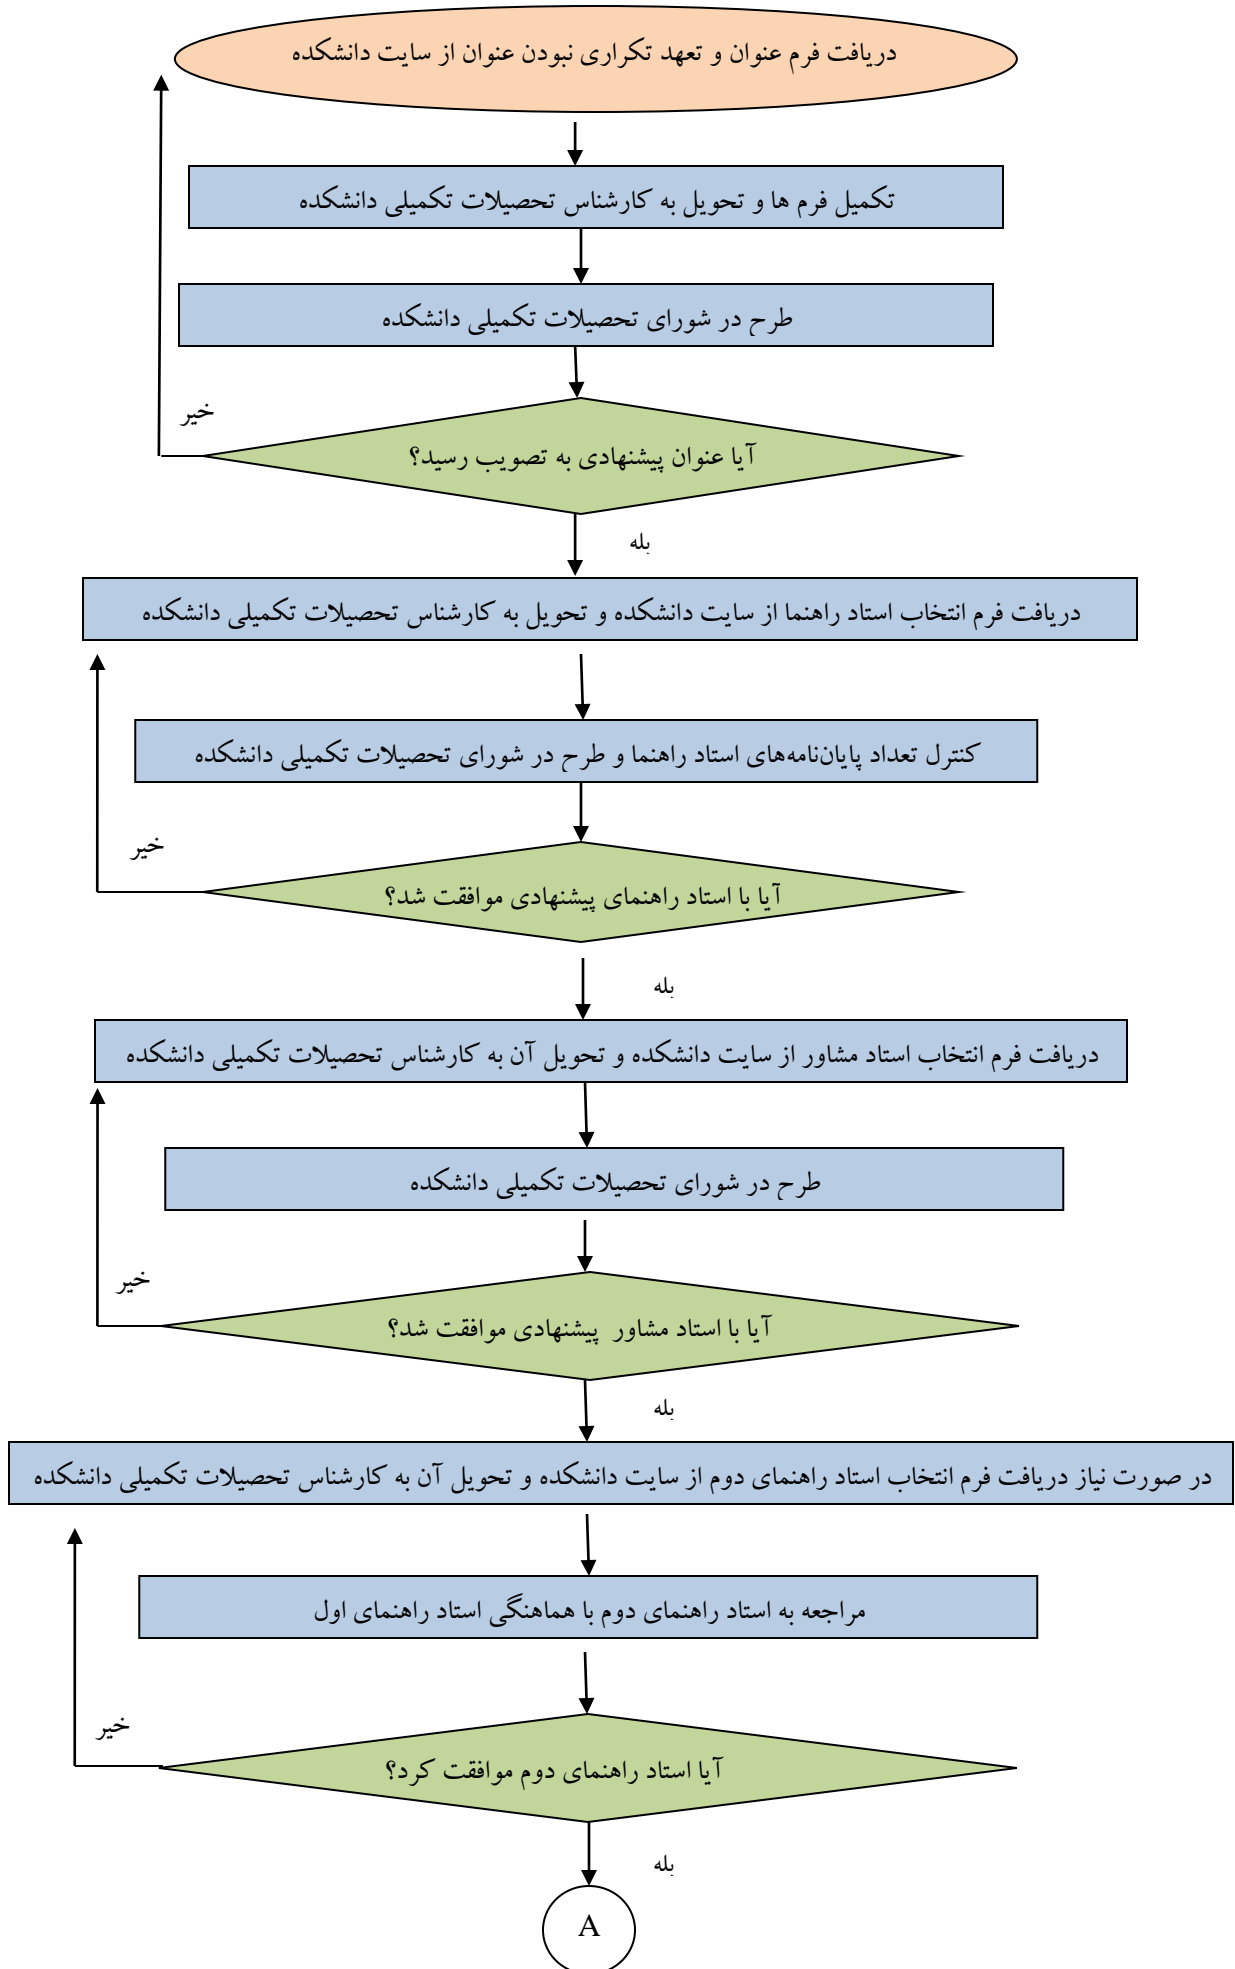 دریافت فرم عنوان و تعهد تکراری نبودن عنوان از سایت دانشکده
تکمیل فرم ها و تحویل به کارشناس تحصیلات تکمیلی دانشکده
طرح در شورای تحصیلات تکمیلی دانشکده
خیر
آیا عنوان پیشنهادی به تصویب رسید؟
بله
دریافت فرم انتخاب استاد راهنما از سایت دانشکده و تحویل به کارشناس تحصیلات تکمیلی دانشکده
کنترل تعداد پایان‌نامه‌های استاد راهنما و طرح در شورای تحصیلات تکمیلی دانشکده
خیر
آیا با استاد راهنمای پیشنهادی موافقت شد؟
بله
دریافت فرم انتخاب استاد مشاور از سایت دانشکده و تحویل آن به کارشناس تحصیلات تکمیلی دانشکده
طرح در شورای تحصیلات تکمیلی دانشکده
خیر
آیا با استاد مشاور پیشنهادی موافقت شد؟
بله
در صورت نیاز دریافت فرم انتخاب استاد راهنمای دوم از سایت دانشکده و تحویل آن به کارشناس تحصیلات تکمیلی دانشکده
مراجعه به استاد راهنمای دوم با هماهنگی استاد راهنمای اول
خیر
آیا استاد راهنمای دوم موافقت کرد؟
بله
A